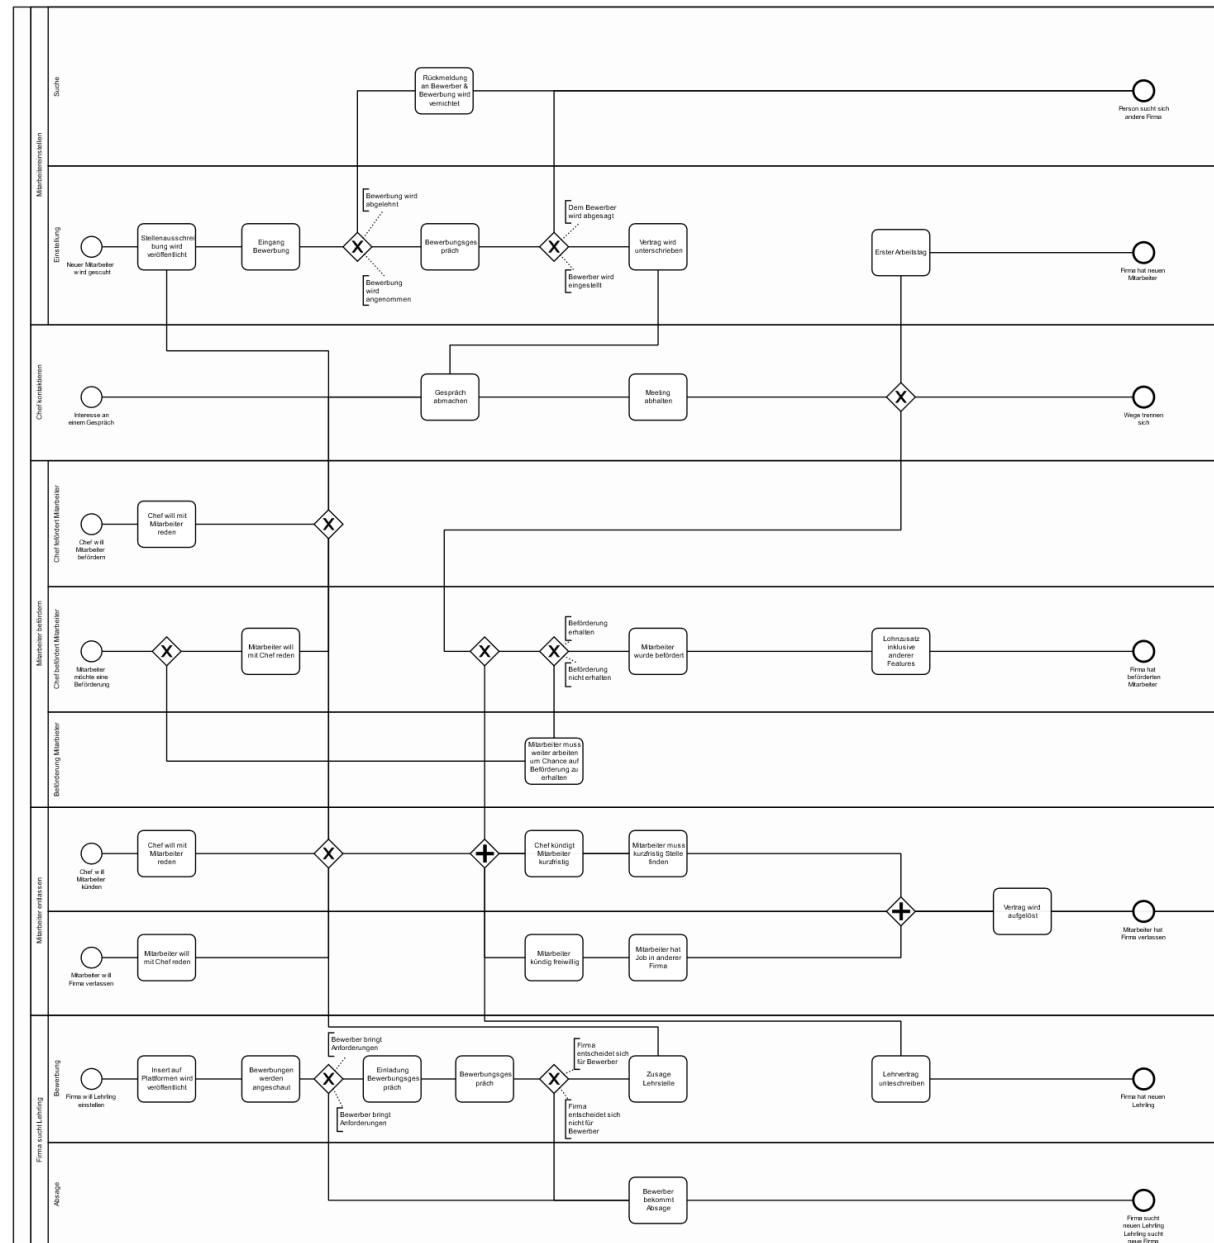 Mitarbeitereinstellen
Suche
Rückmeldung
an Bewerber &
Bewerbung wird
vernichtet
Person sucht sich
andere Firma
Einstellung
Neuer Mitarbeiter
wird gesucht
Stellenausschrei
bung wird
veröffentlicht
Eingang
Bewerbung
Bewerbung wird
abgelehnt
Bewerbung
wird
angenommen
Bewerbungsges
präch
Dem Bewerber
wird abgesagt
Bewerber wird
eingestellt
Vertrag wird
unterschrieben
Erster Arbeitstag
Firma hat neuen
Mitarbeiter
Chef kontaktieren
Interesse an
einem Gespräch
Gespräch
abmachen
Meeting
abhalten
Wege trennen
sich
Mitarbeiter befördern
Chef befördert Mitarbeiter
Chef will
Mitarbeiter
befördern
Chef will mit
Mitarbeiter
reden
Chef befördert Mitarbeiter
Mitarbeiter
möchte eine
Beförderung
Mitarbeiter will
mit Chef reden
Beförderung
erhalten
Beförderung
nicht erhalten
Mitarbeiter
wurde befördert
Lohnzusatz
inklusive
anderer
Features
Firma hat
beförderten
Mitarbeiter
Beförderung Mitarbieter
Mitarbeiter muss
weiter arbeiten
um Chance auf
Beförderung zu
erhalten
Mitarbeiter entlassen
Chef will
Mitarbeiter
künden
Chef will mit
Mitarbeiter
reden
Chef kündigt
Mitarbeiter
kurzfristig
Mitarbeiter muss
kurzfristig Stelle
finden
Vertrag wird
aufgelöst
Mitarbeiter hat
Firma verlassen
Mitarbeiter will
Firma verlassen
Mitarbeiter will
mit Chef reden
Mitarbeiter
kündig freiwillig
Mitarbeiter hat
Job in anderer
Firma
Firma sucht Lehrling
Bewerbung
Firma will Lehrling
einstellen
Insert auf
Plattformen wird
veröffentlicht
Bewerbungen
werden
angeschaut
Bewerber bringt
Anforderungen
Bewerber bringt
Anforderungen
Einladung
Bewerbungsges
präch
Bewerbungsges
präch
Firma
entscheidet sich
für Bewerber
Firma
entscheidet sich
nicht für
Bewerber
Zusage
Lehrstelle
Lehrvertrag
unteschreiben
Firma hat neuen
Lehrling
Absage
Bewerber
bekommt
Absage
Firma sucht
neuen Lehrling
Lehrling sucht
neue Firma